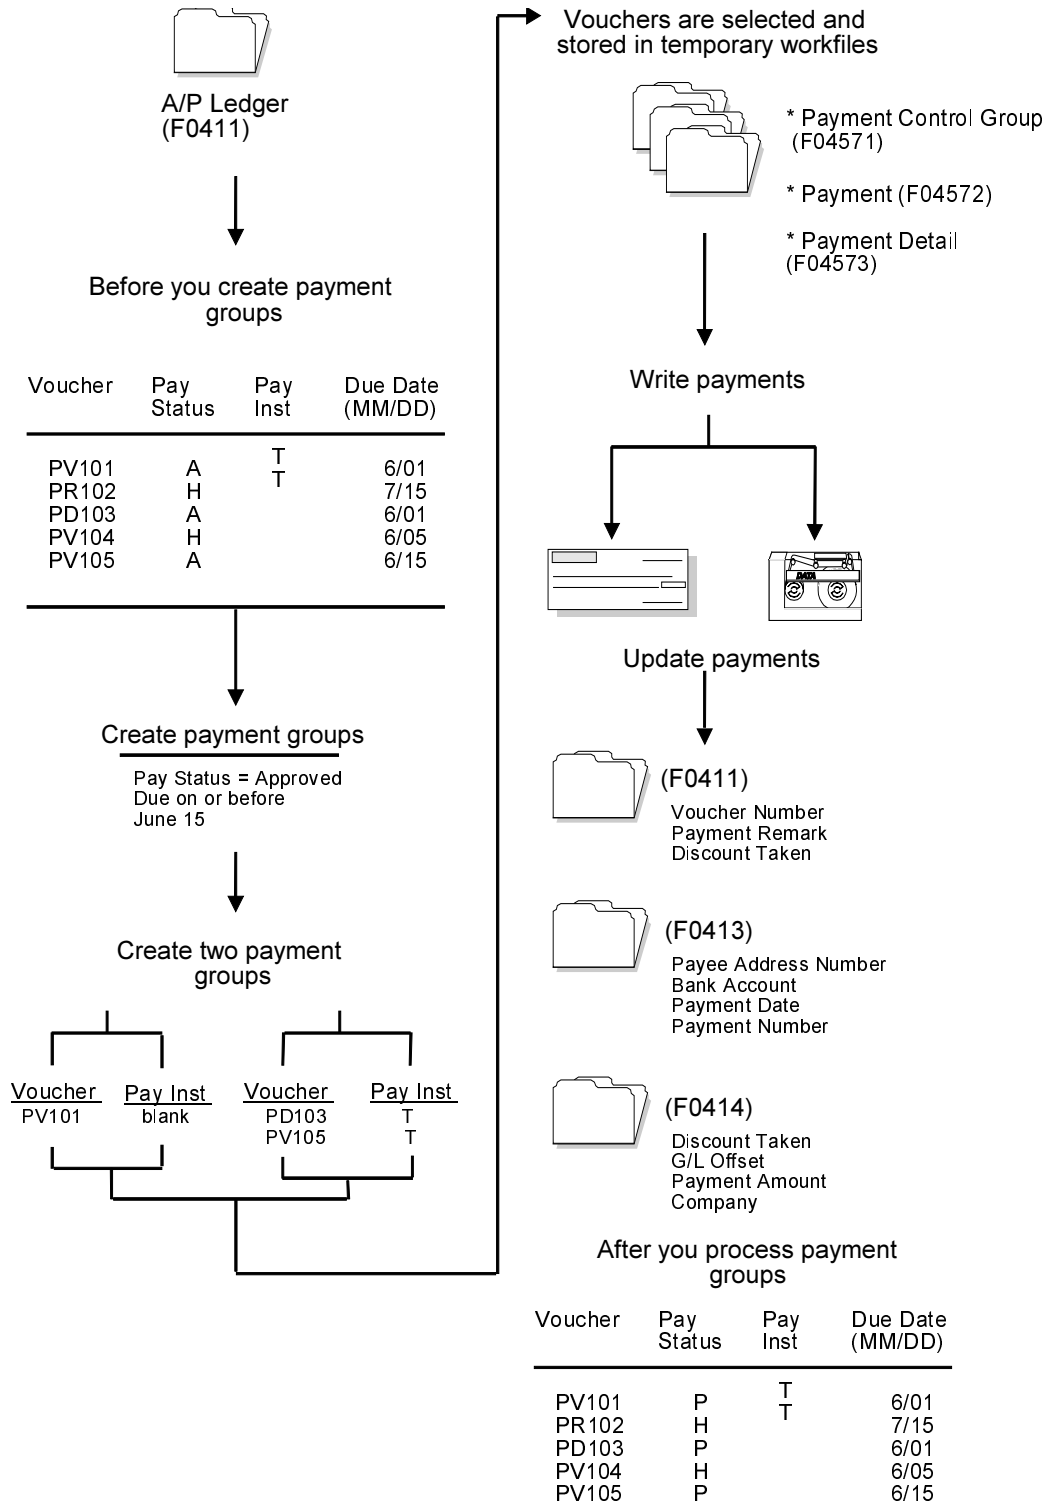 A/P Ledger
(F0411)
Before you create payment
groups
Voucher Pay Pay Due Date
Status Inst (MM/DD)
T
PV101 A 6/01
T
PR102 H 7/15
PD103 A 6/01
PV104 H 6/05
PV105 A 6/15
Create payment groups
Pay Status = Approved
Due on or before
June 15
Create two payment
groups
Voucher Pay Inst
PV101 blank
Voucher Pay Inst
PD103 T
PV105 T
Vouchers are selected and
stored in temporary workfiles
* Payment Control Group
(F04571)
* Payment (F04572)
* Payment Detail
(F04573)
Write payments
DATA
Update payments
(F0411)
Voucher Number
Payment Remark
Discount Taken
(F0413)
Payee Address Number
Bank Account
Payment Date
Payment Number
(F0414)
Discount Taken
G/L Offset
Payment Amount
Company
After you process payment
groups
Voucher Pay Pay Due Date
Status Inst (MM/DD)
T
PV101 P 6/01
T
PR102 H 7/15
PD103 P 6/01
PV104 H 6/05
PV105 P 6/15